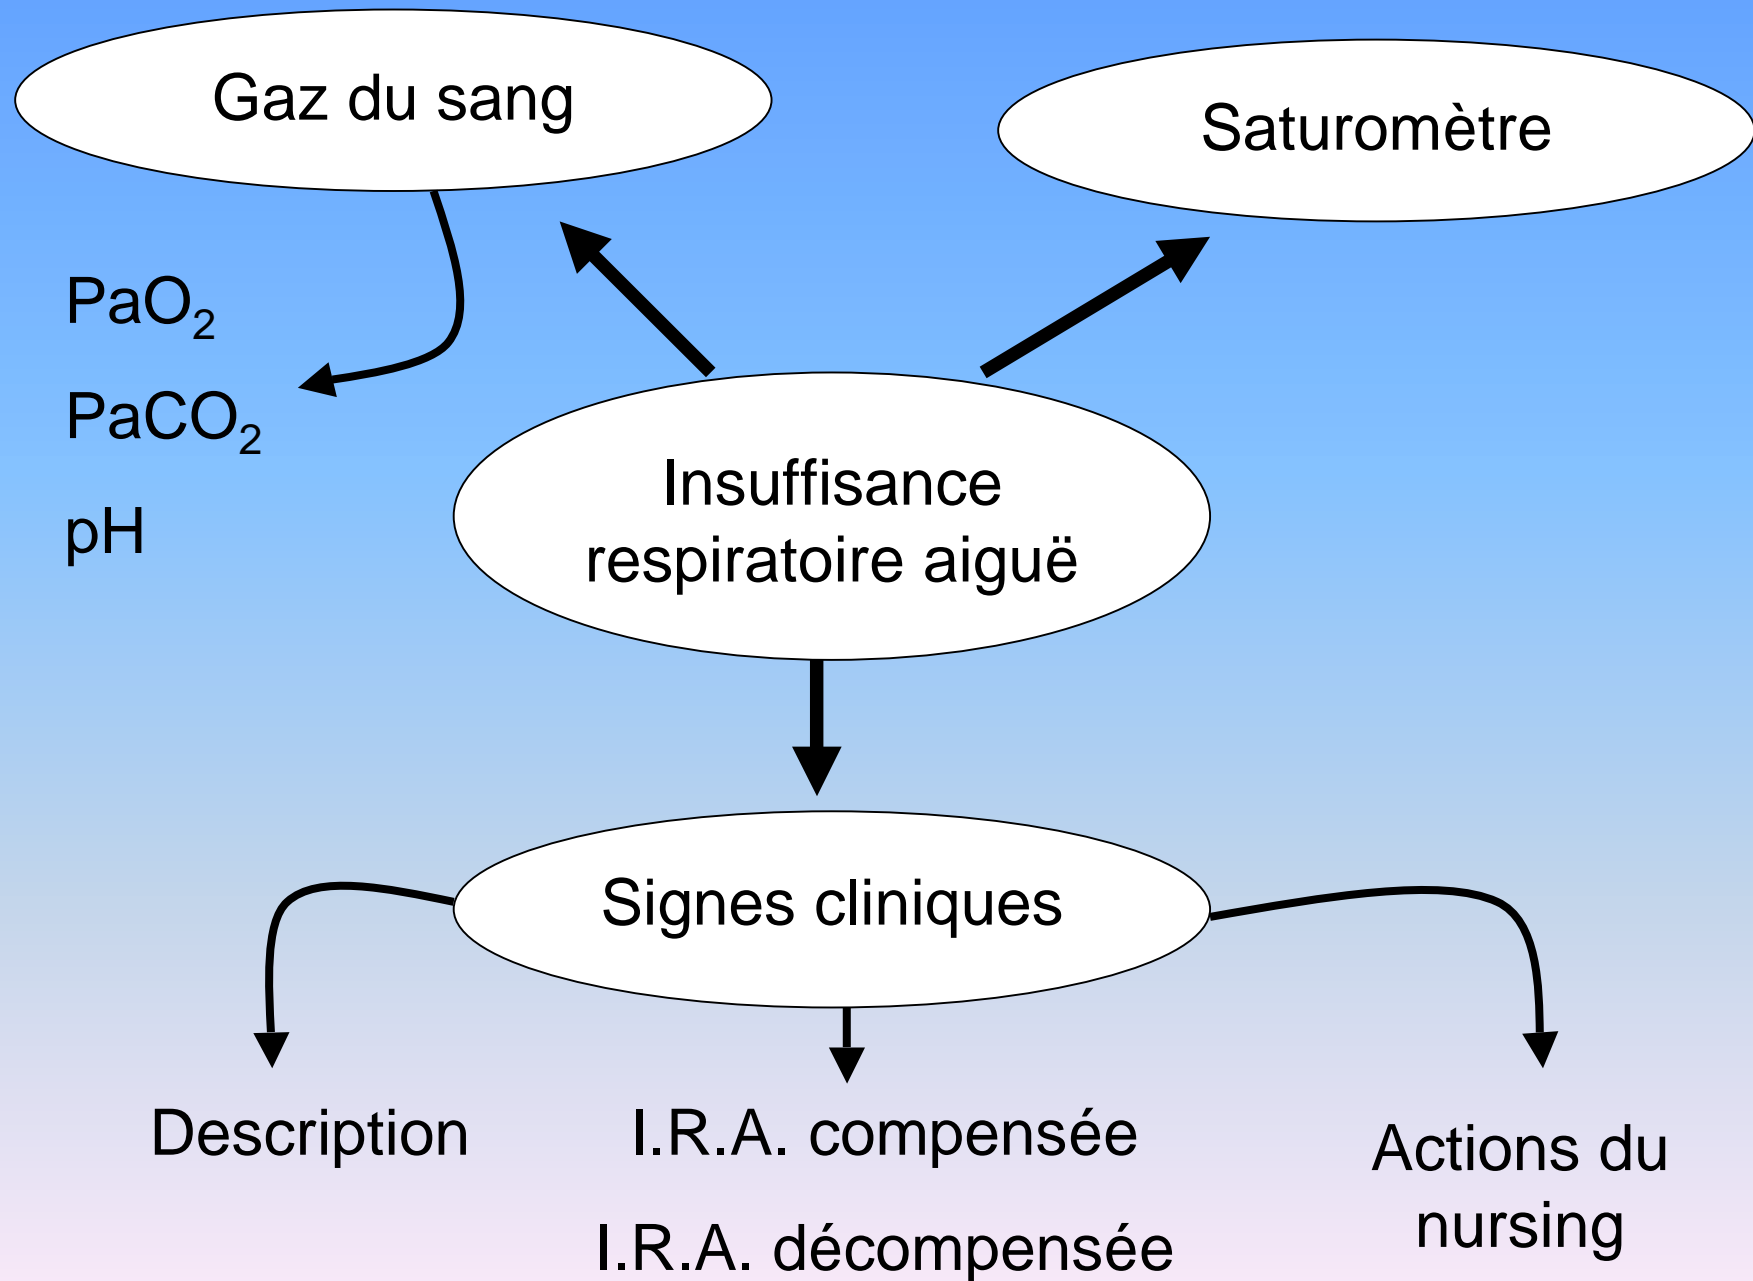 Gaz du sang
Saturomètre
PaO₂
PaCO₂
pH
Insuffisance
respiratoire aiguë
Signes cliniques
Description
I.R.A. compensée
I.R.A. décompensée
Actions du
nursing